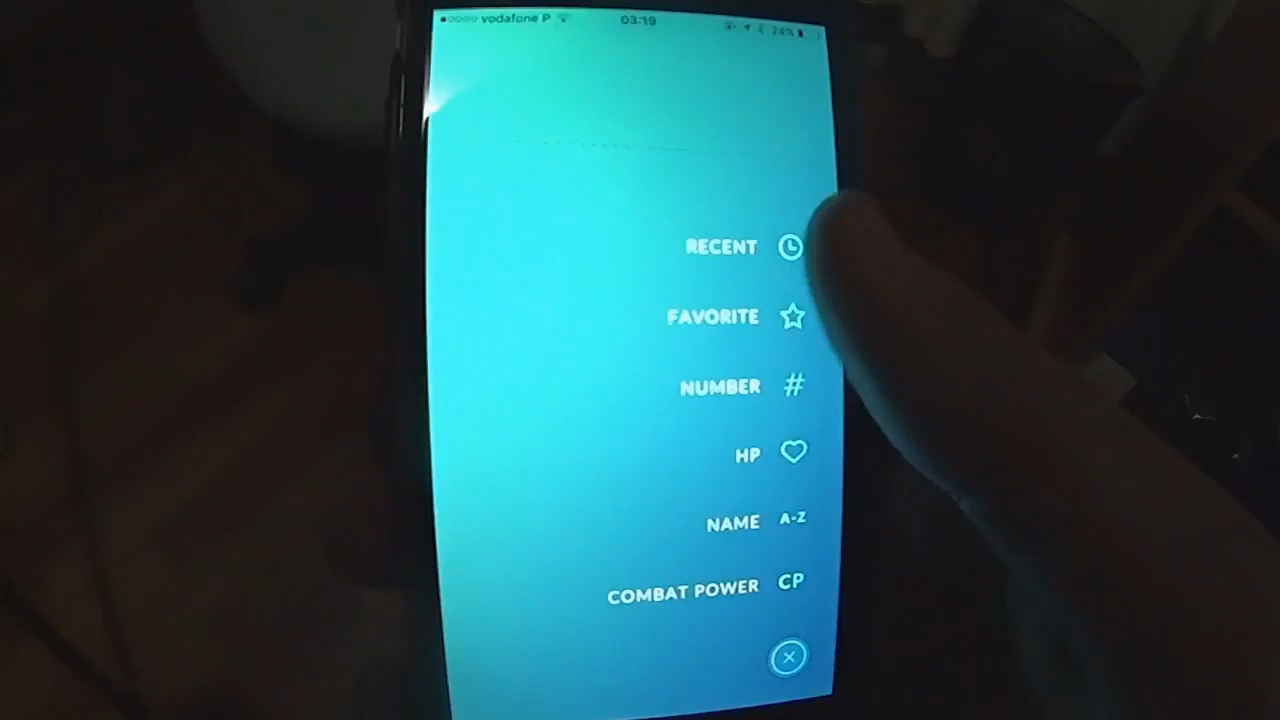 vodafone P 03:19 24%
RECENT
FAVORITE
NUMBER #
HP
NAME A-Z
COMBAT POWER CP